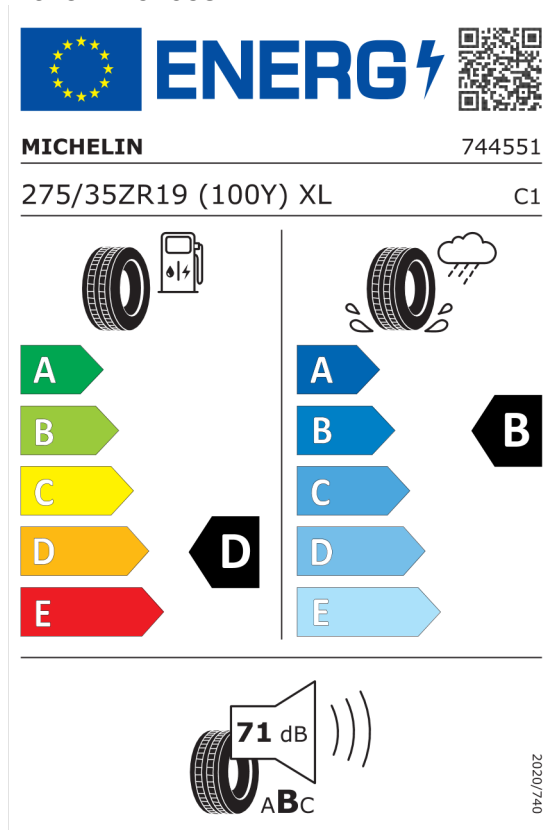 ENERG
MICHELIN 744551
275/35ZR19 (100Y) XL C1
A
B
C
D
E
D
A
B
C
D
E
B
71 dB
ABC
2020/740